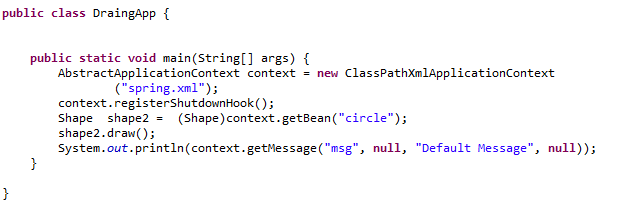 public class DraingApp {
public static void main(String[] args) {
AbstractApplicationContext context = new ClassPathXmlApplicationContext
("spring.xml");
context.registerShutdownHook();
Shape  shape2 =  (Shape)context.getBean("circle");
shape2.draw();
System.out.println(context.getMessage("msg", null, "Default Message", null));
}
}